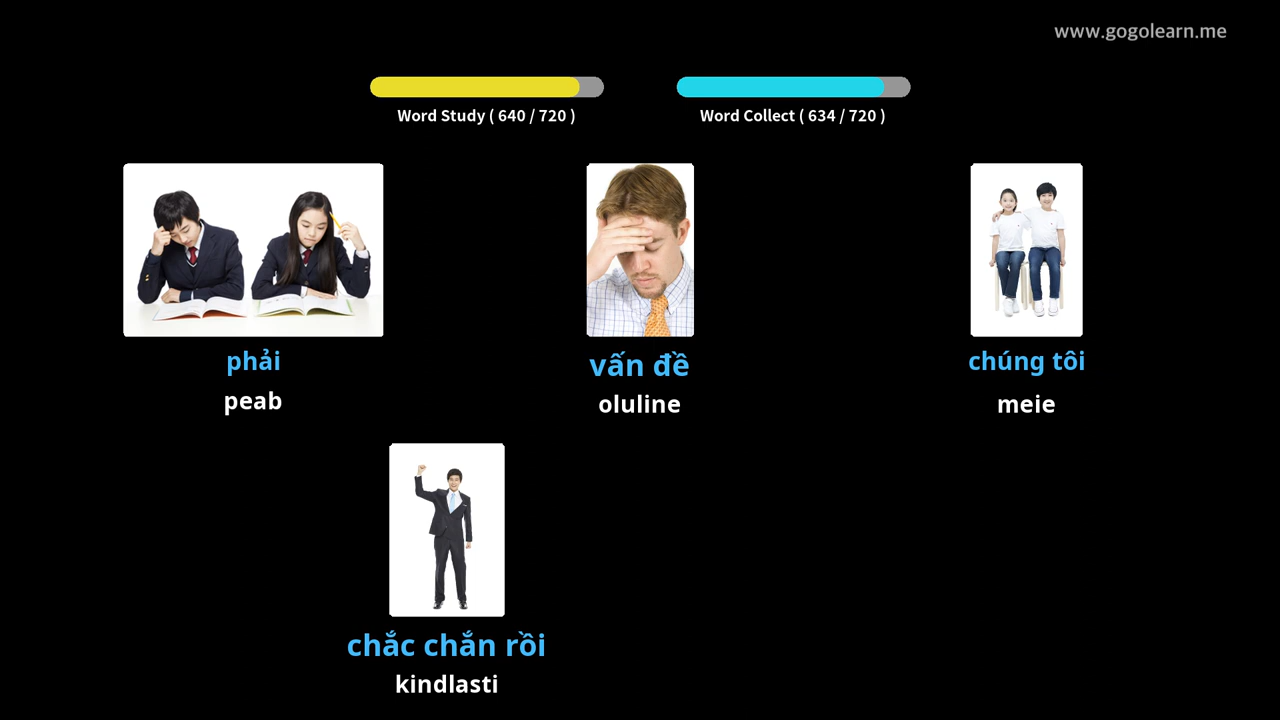 www.gogolearn.me
Word Study ( 640 / 720 )
Word Collect ( 634 / 720 )
phải
peab
vấn đề
oluline
chúng tôi
meie
chắc chắn rồi
kindlasti